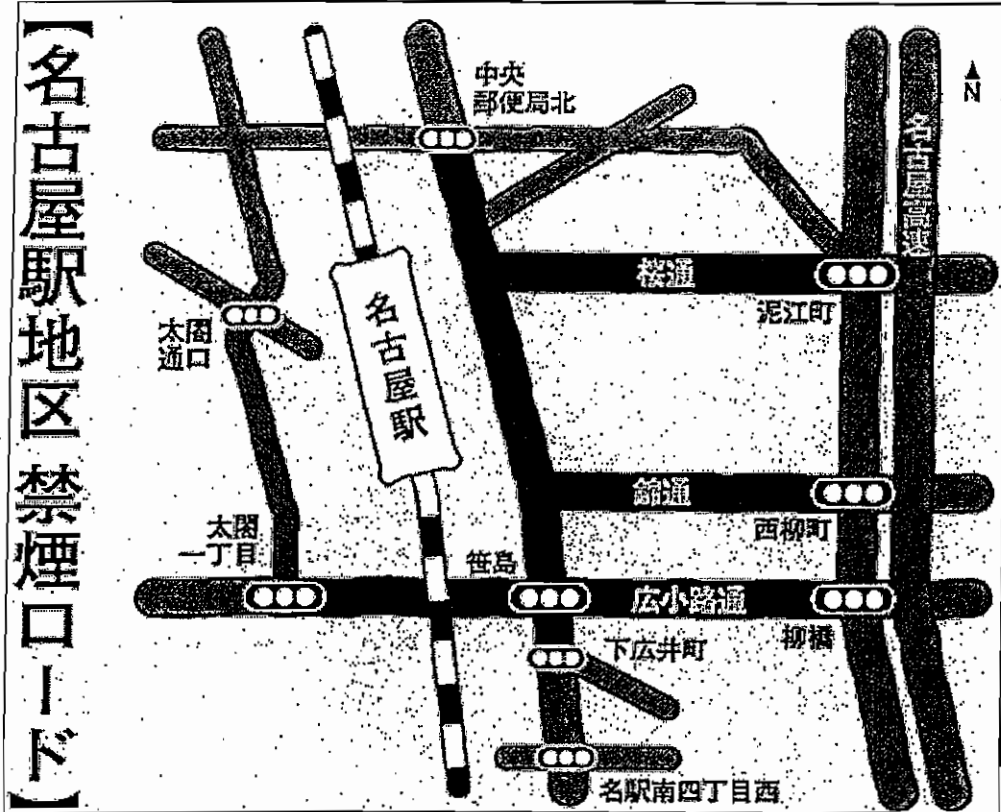 【名古屋駅地区 禁煙ロード】
中央
郵便局北
N
名古屋高速
桜通
泥江町
太閤
通口
名古屋駅
錦通
西柳町
太閤
一丁目
笹島
広小路通
柳橋
下広井町
名駅南四丁目西